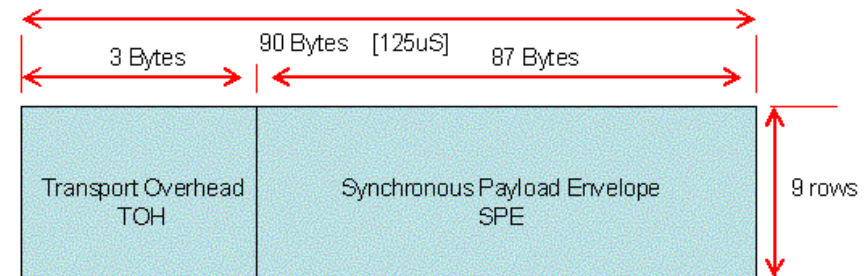 90 Bytes [125uS]
3 Bytes
87 Bytes
Transport Overhead
TOH
Synchronous Payload Envelope
SPE
9 rows